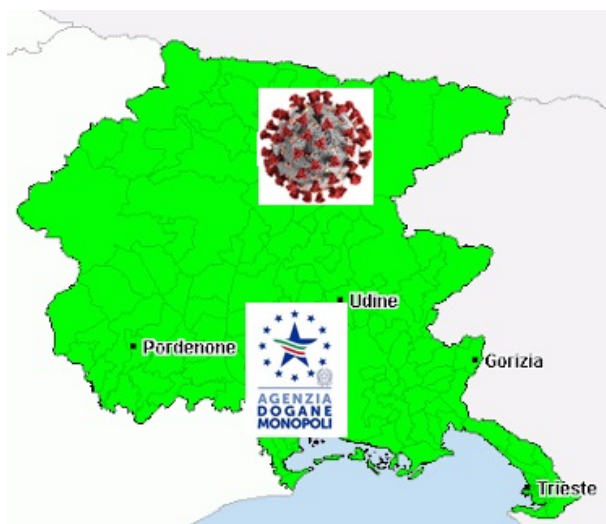 Udine
Pordenone
Gorizia
AGENZIA
DOGANE
MONOPOLI
Trieste